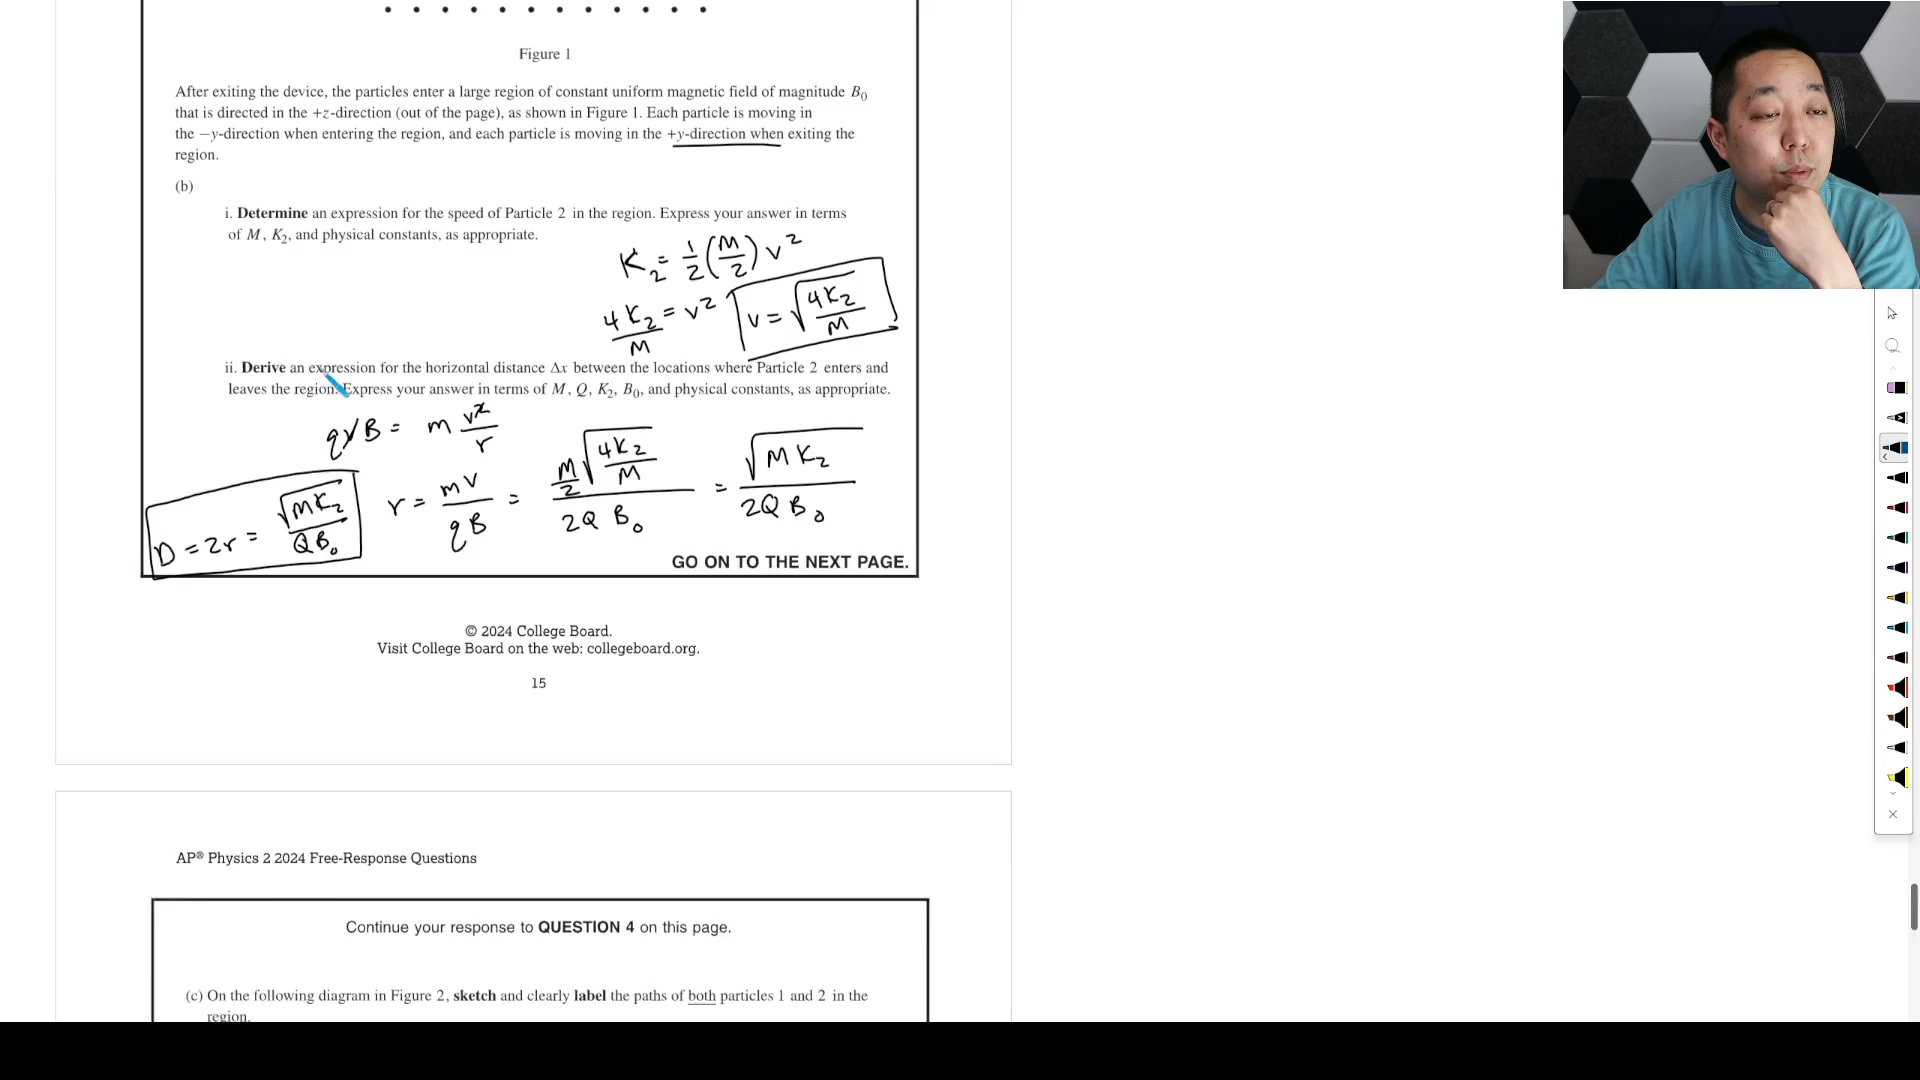 Figure 1
After exiting the device, the particles enter a large region of constant uniform magnetic field of magnitude B₀
that is directed in the +z-direction (out of the page), as shown in Figure 1. Each particle is moving in
the −y-direction when entering the region, and each particle is moving in the +y-direction when exiting the
region.
(b)
i. Determine an expression for the speed of Particle 2 in the region. Express your answer in terms
of M, K₂, and physical constants, as appropriate.
K₂ = 1/2 (M/2) v²
4K₂/M = v²
v = √(4K₂/M)
ii. Derive an expression for the horizontal distance Δx between the locations where Particle 2 enters and
leaves the region. Express your answer in terms of M, Q, K₂, B₀, and physical constants, as appropriate.
qvB = m v²/r
r = mv/qB = (M/2 √(4K₂/M))/(2Q B₀) = √(MK₂)/(2QB₀)
D = 2r = √(MK₂)/(QB₀)
GO ON TO THE NEXT PAGE.
© 2024 College Board.
Visit College Board on the web: collegeboard.org.
15
AP® Physics 2 2024 Free-Response Questions
Continue your response to QUESTION 4 on this page.
(c) On the following diagram in Figure 2, sketch and clearly label the paths of both particles 1 and 2 in the
region.